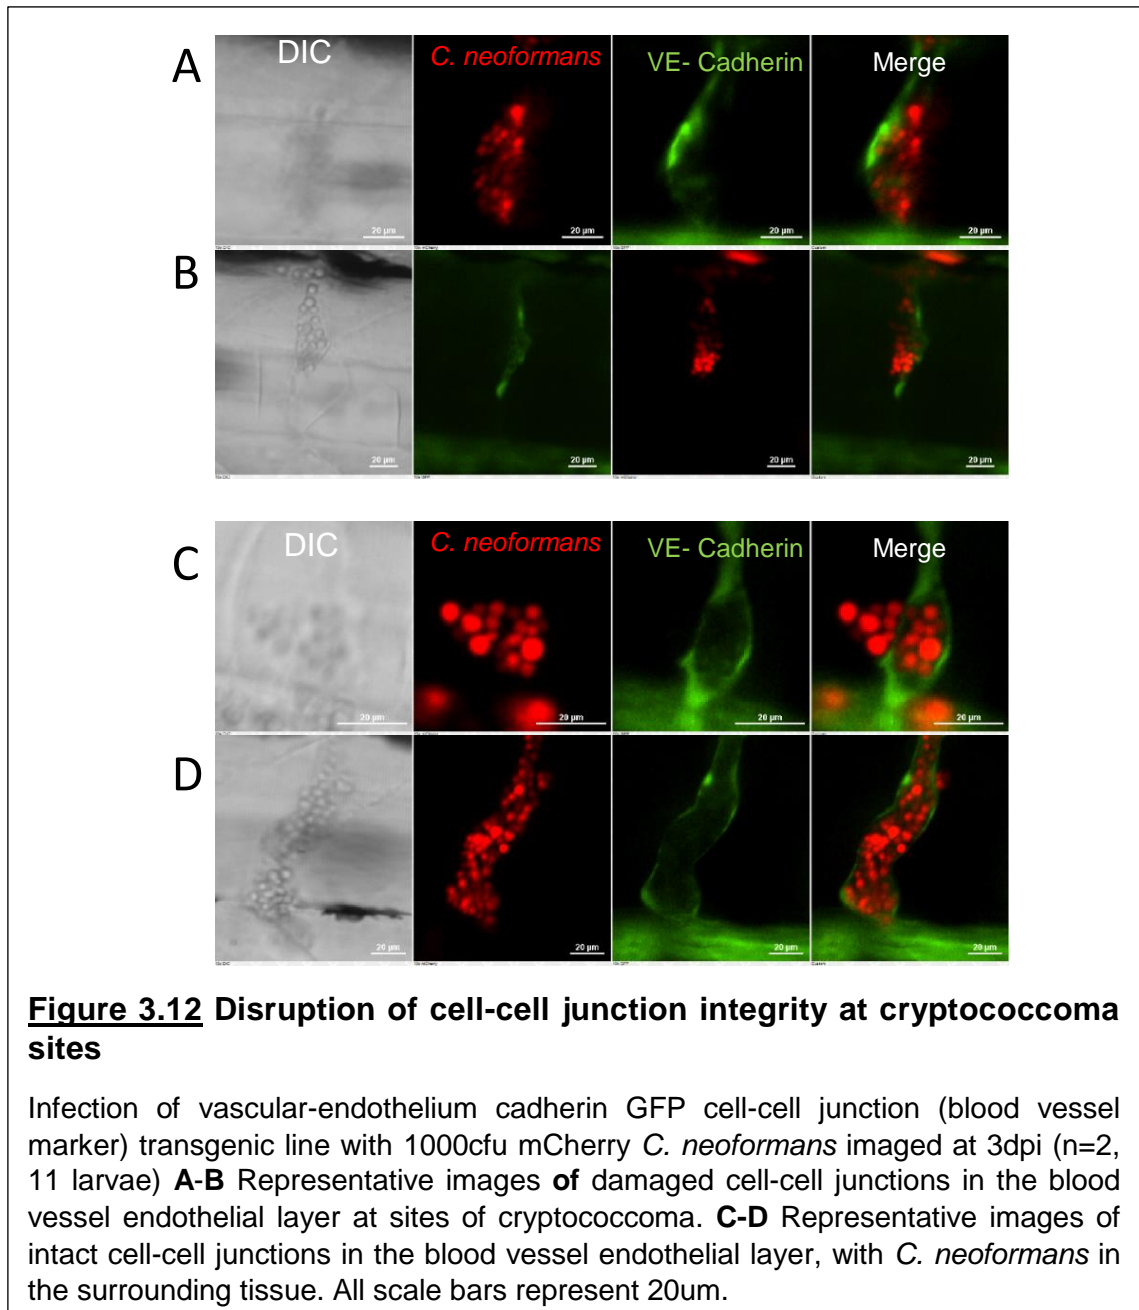 A
DIC
C. neoformans
VE- Cadherin
Merge
20 µm
20 µm
20 µm
20 µm
B
20 µm
20 µm
20 µm
20 µm
C
DIC
C. neoformans
VE- Cadherin
Merge
20 µm
20 µm
20 µm
20 µm
D
20 µm
20 µm
20 µm
20 µm
Figure 3.12 Disruption of cell-cell junction integrity at cryptococcoma
sites
Infection of vascular-endothelium cadherin GFP cell-cell junction (blood vessel
marker) transgenic line with 1000cfu mCherry C. neoformans imaged at 3dpi (n=2,
11 larvae) A-B Representative images of damaged cell-cell junctions in the blood
vessel endothelial layer at sites of cryptococcoma. C-D Representative images of
intact cell-cell junctions in the blood vessel endothelial layer, with C. neoformans in
the surrounding tissue. All scale bars represent 20um.